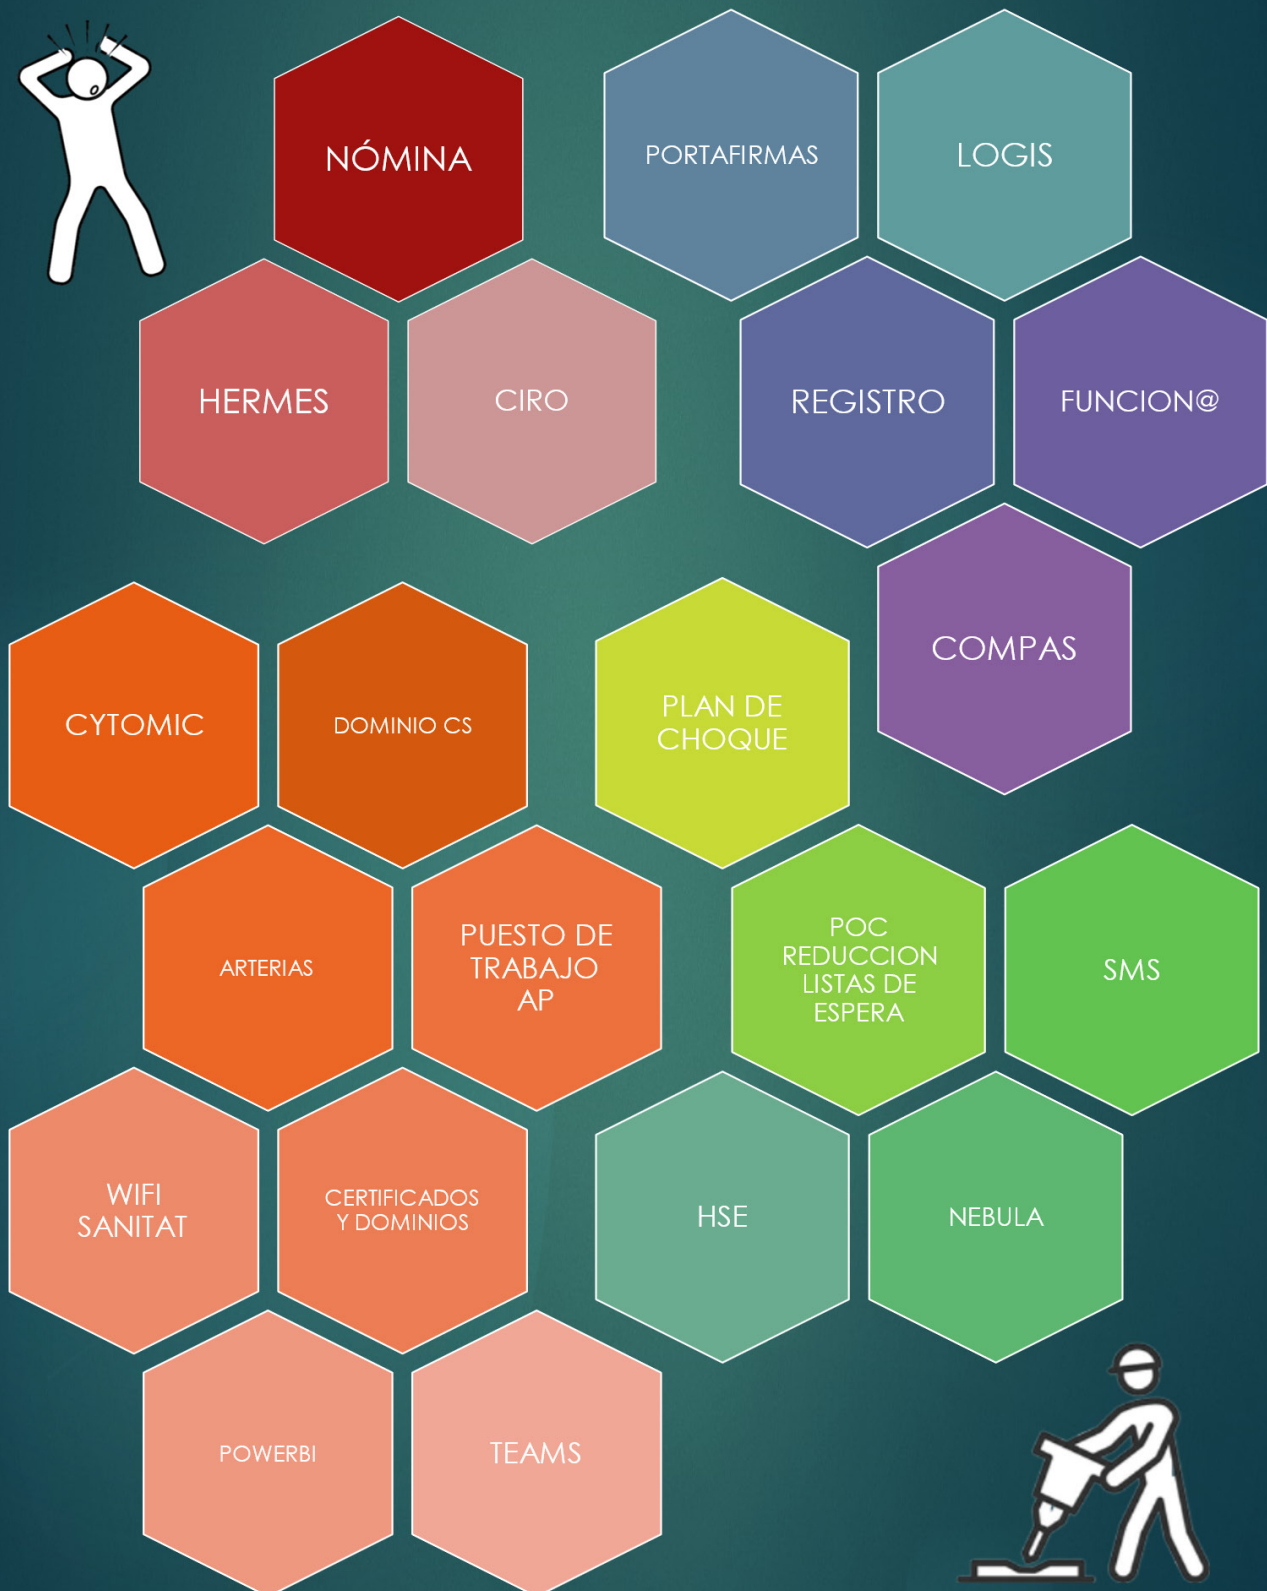 NÓMINA
PORTAFIRMAS
LOGIS
HERMES
CIRO
REGISTRO
FUNCION@
COMPAS
CYTOMIC
DOMINIO CS
PLAN DE
CHOQUE
ARTERIAS
PUESTO DE
TRABAJO
AP
POC
REDUCCION
LISTAS DE
ESPERA
SMS
WIFI
SANITAT
CERTIFICADOS
Y DOMINIOS
HSE
NEBULA
POWERBI
TEAMS